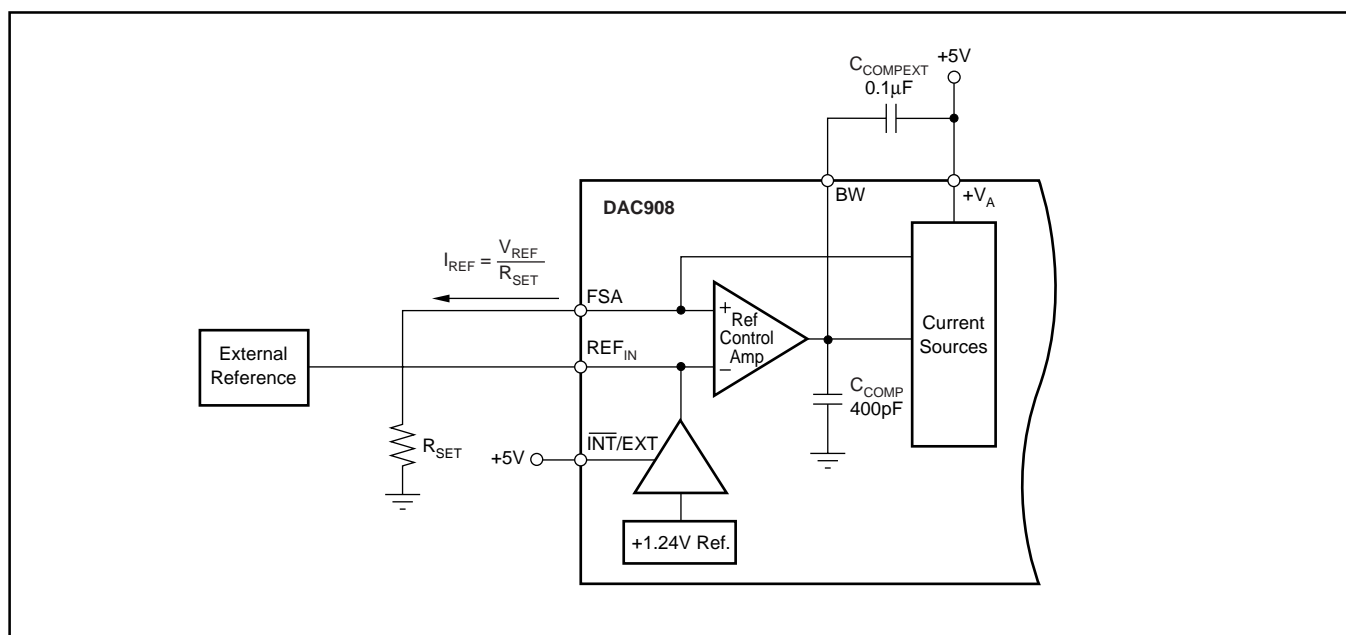 +5V
C_COMPEXT
0.1µF
BW
+V_A
DAC908
I_REF = V_REF / R_SET
FSA
+
Ref
Control
Amp
Current
Sources
External
Reference
REF_IN
−
C_COMP
400pF
R_SET
+5V
I̅N̅T̅/EXT
+1.24V Ref.